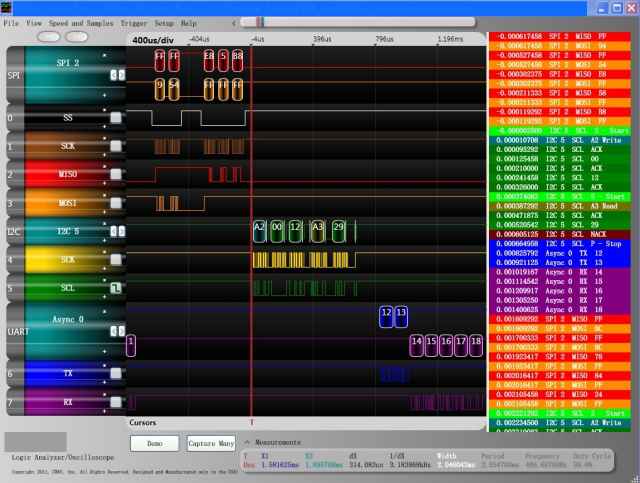 File View Speed and Samples Trigger Setup Help
400us/div -404us -4us 396us 796us 1.196ms
SPI
SPI 2
FF FF E8 5 B8
9 54 FF FF FF
0 SS
1 SCK
2 MISO
3 MOSI
I2C
I2C 5
A2 00 12 A3 29
4 SCK
5 SCL
UART
Async 0
12 13
1 14 15 16 17 18
6 TX
7 RX
Cursors T
-0.000617458 SPI 2 MISO FF
-0.000617458 SPI 2 MOSI 94
-0.000527458 SPI 2 MISO FF
-0.000527458 SPI 2 MOSI 54
-0.000302375 SPI 2 MISO E8
-0.000302375 SPI 2 MOSI FF
-0.000211333 SPI 2 MISO 58
-0.000211333 SPI 2 MOSI FF
-0.000119292 SPI 2 MISO B8
-0.000119292 SPI 2 MOSI FF
-0.000002500 I2C 5 SCL S - Start
0.000010708 I2C 5 SCL A2 Write
0.000095292 I2C 5 SCL ACK
0.000125458 I2C 5 SCL 00
0.000210000 I2C 5 SCL ACK
0.000241458 I2C 5 SCL 12
0.000326000 I2C 5 SCL ACK
0.000374083 I2C 5 SCL S - Start
0.000387292 I2C 5 SCL A3 Read
0.000471875 I2C 5 SCL ACK
0.000520542 I2C 5 SCL 29
0.000605125 I2C 5 SCL NACK
0.000664958 I2C 5 SCL P - Stop
0.000825792 Async 0 TX 12
0.000921125 Async 0 TX 13
0.001019167 Async 0 RX 14
0.001114542 Async 0 RX 15
0.001209917 Async 0 RX 16
0.001305250 Async 0 RX 17
0.001400625 Async 0 RX 18
0.001609292 SPI 2 MISO FF
0.001609292 SPI 2 MOSI 0C
0.001700333 SPI 2 MISO FF
0.001700333 SPI 2 MOSI 8C
0.001923417 SPI 2 MISO 78
0.001923417 SPI 2 MOSI FF
0.002016417 SPI 2 MISO 84
0.002016417 SPI 2 MOSI FF
0.002105458 SPI 2 MISO 24
0.002105458 SPI 2 MOSI FF
0.002221292 I2C 5 SCL S - Start
0.002234500 I2C 5 SCL A2 Write
I2C 5 SCL ACK
Demo Capture Many
Measurements
T X1 X2 dX 1/dX Width Period Frequency Duty Cycle
0ns 1.581625ms 1.895708ms 314.083us 3.183868kHz 2.046042ms 2.054708ms 486.68708Hz 99.6%
Logic Analyzer/Oscilloscope
Copyright 2011, CWAV, Inc. All Rights Reserved. Designed and Manufactured only in the USA!